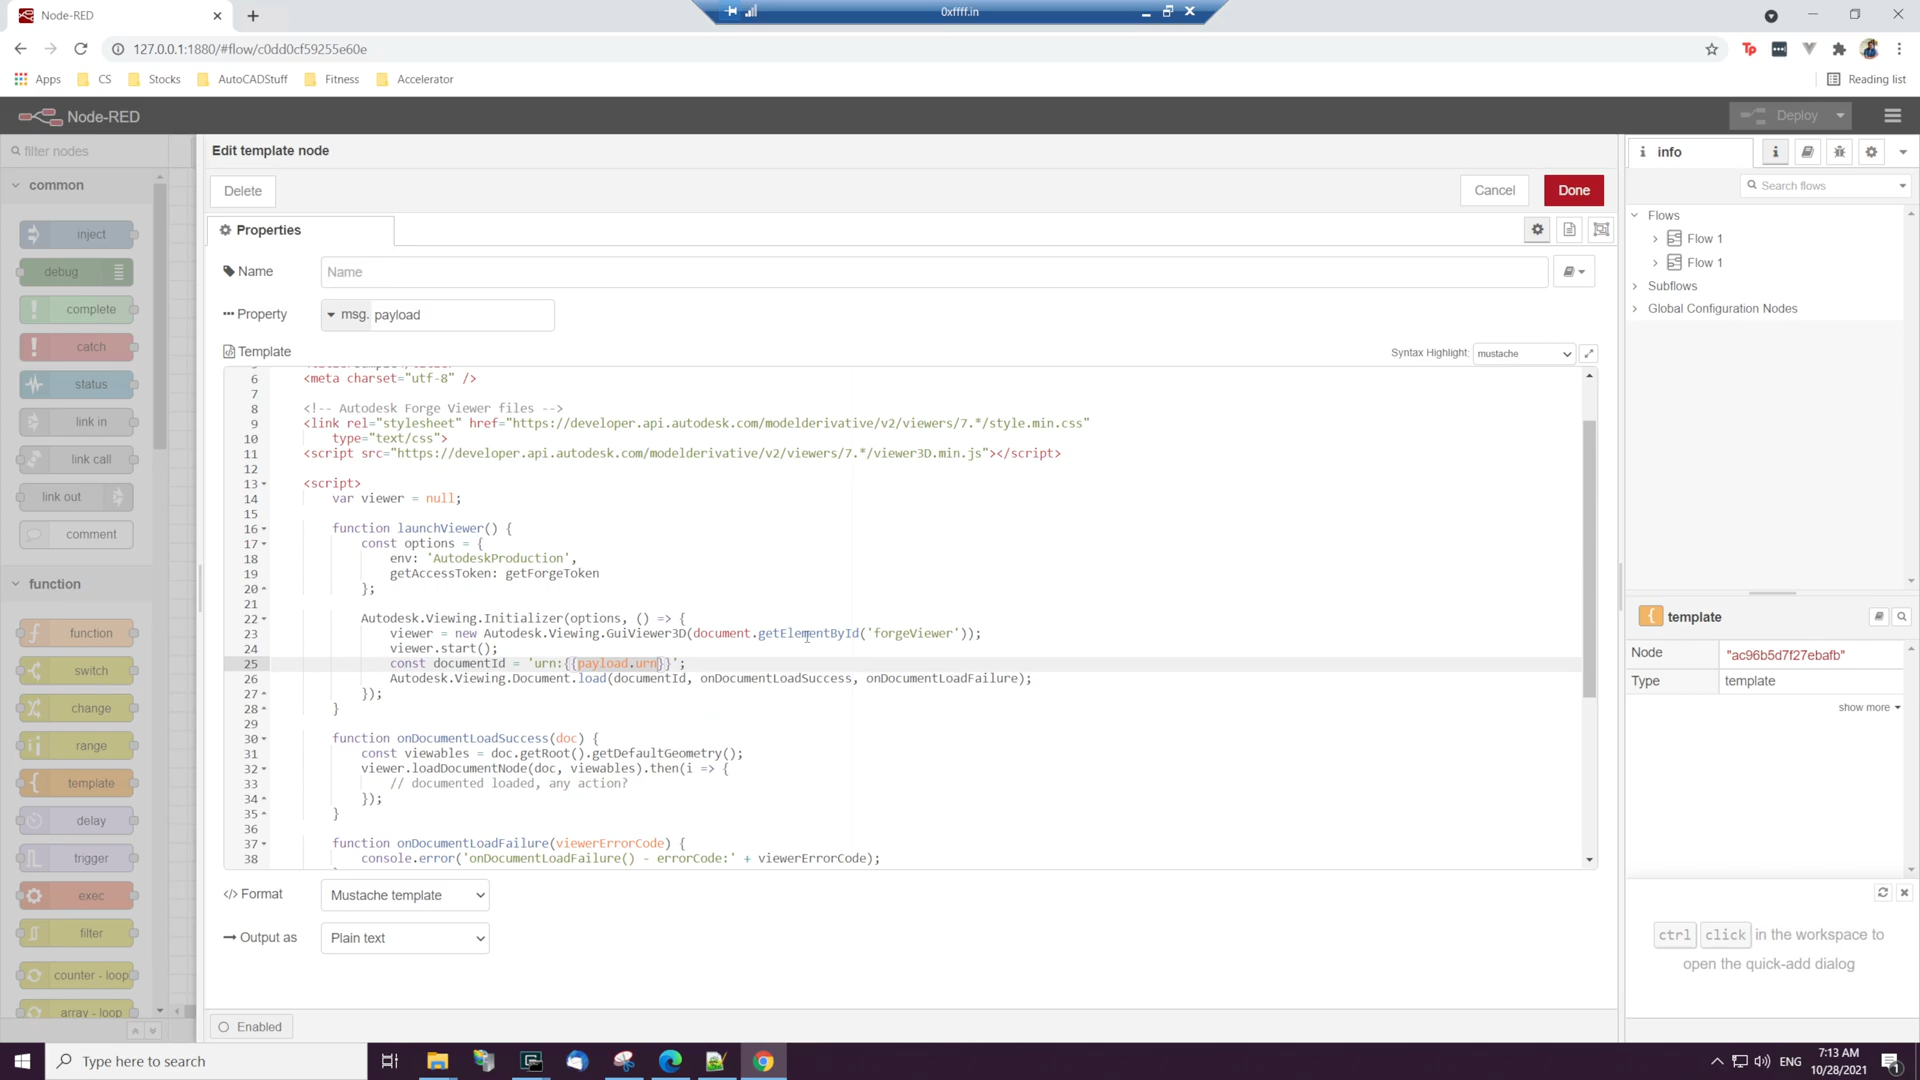 Node-RED
0xffff.in
127.0.0.1:1880/#flow/c0dd0cf59255e60e
Tp
Apps CS Stocks AutoCADStuff Fitness Accelerator Reading list
Node-RED Deploy
filter nodes
common
inject
debug
complete
catch
status
link in
link call
link out
comment
function
function
switch
change
range
template
delay
trigger
exec
filter
counter - loop
array - loop
Edit template node
Delete Cancel Done
Properties
Name Name
Property msg. payload
Template Syntax Highlight: mustache
6 <meta charset="utf-8" />
7
8 <!-- Autodesk Forge Viewer files -->
9 <link rel="stylesheet" href="https://developer.api.autodesk.com/modelderivative/v2/viewers/7.*/style.min.css"
10 type="text/css">
11 <script src="https://developer.api.autodesk.com/modelderivative/v2/viewers/7.*/viewer3D.min.js"></script>
12
13 <script>
14 var viewer = null;
15
16 function launchViewer() {
17 const options = {
18 env: 'AutodeskProduction',
19 getAccessToken: getForgeToken
20 };
21
22 Autodesk.Viewing.Initializer(options, () => {
23 viewer = new Autodesk.Viewing.GuiViewer3D(document.getElementById('forgeViewer'));
24 viewer.start();
25 const documentId = 'urn:{{payload.urn}}';
26 Autodesk.Viewing.Document.load(documentId, onDocumentLoadSuccess, onDocumentLoadFailure);
27 });
28 }
29
30 function onDocumentLoadSuccess(doc) {
31 const viewables = doc.getRoot().getDefaultGeometry();
32 viewer.loadDocumentNode(doc, viewables).then(i => {
33 // documented loaded, any action?
34 });
35 }
36
37 function onDocumentLoadFailure(viewerErrorCode) {
38 console.error('onDocumentLoadFailure() - errorCode:' + viewerErrorCode);
</> Format Mustache template
Output as Plain text
Enabled
i info
Search flows
Flows
Flow 1
Flow 1
Subflows
Global Configuration Nodes
template
Node "ac96b5d7f27ebafb"
Type template
show more
ctrl click in the workspace to
open the quick-add dialog
Type here to search
ENG
7:13 AM
10/28/2021
1